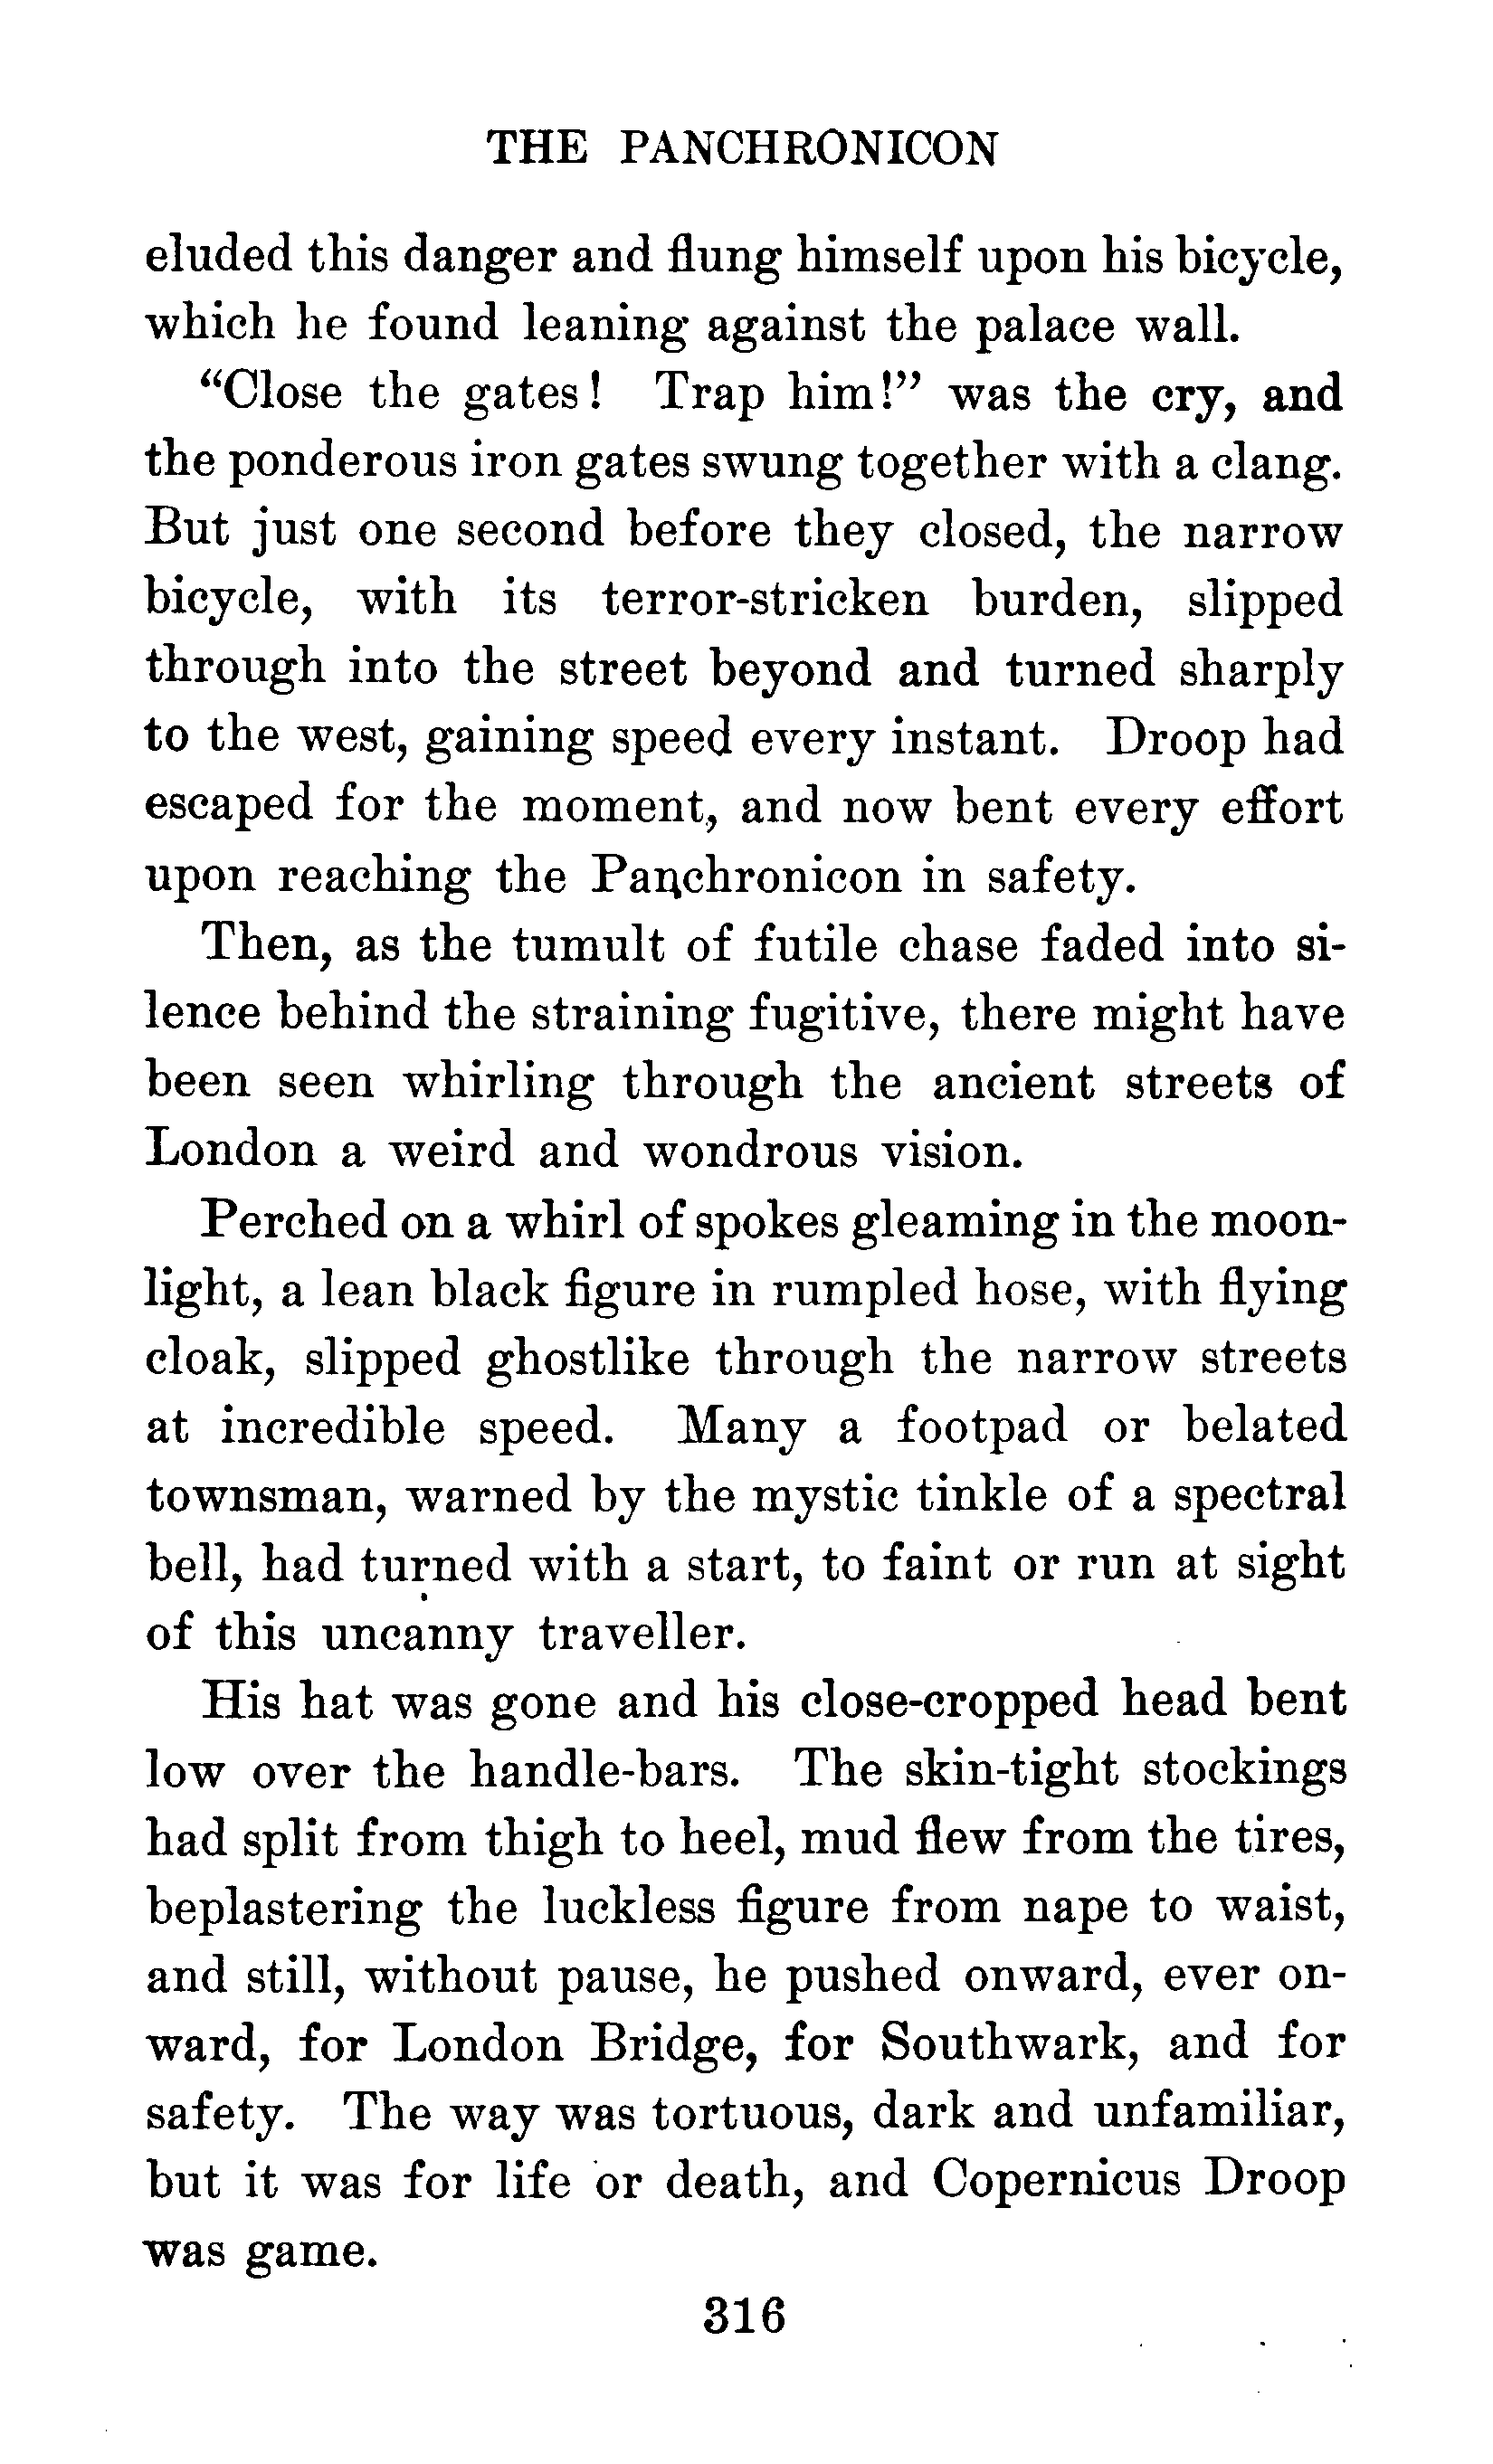 THE PANCHRONICON
eluded this danger and flung himself upon his bicycle,
which he found leaning against the palace wall.
“Close the gates! Trap him!” was the cry, and
the ponderous iron gates swung together with a clang.
But just one second before they closed, the narrow
bicycle, with its terror-stricken burden, slipped
through into the street beyond and turned sharply
to the west, gaining speed every instant. Droop had
escaped for the moment, and now bent every effort
upon reaching the Panchronicon in safety.
Then, as the tumult of futile chase faded into si-
lence behind the straining fugitive, there might have
been seen whirling through the ancient streets of
London a weird and wondrous vision.
Perched on a whirl of spokes gleaming in the moon-
light, a lean black figure in rumpled hose, with flying
cloak, slipped ghostlike through the narrow streets
at incredible speed. Many a footpad or belated
townsman, warned by the mystic tinkle of a spectral
bell, had turned with a start, to faint or run at sight
of this uncanny traveller.
His hat was gone and his close-cropped head bent
low over the handle-bars. The skin-tight stockings
had split from thigh to heel, mud flew from the tires,
beplastering the luckless figure from nape to waist,
and still, without pause, he pushed onward, ever on-
ward, for London Bridge, for Southwark, and for
safety. The way was tortuous, dark and unfamiliar,
but it was for life or death, and Copernicus Droop
was game.
316